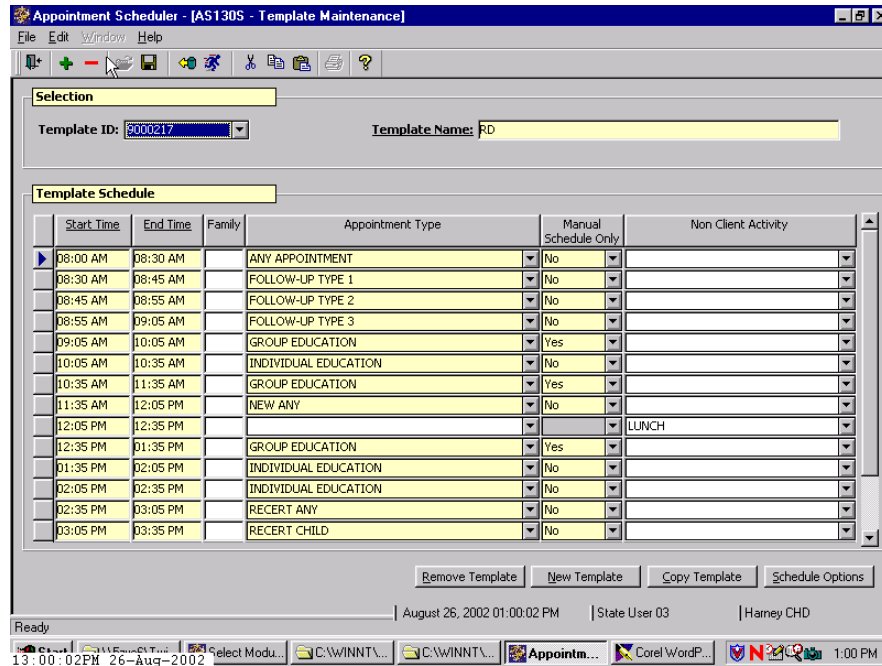 Appointment Scheduler - [AS130S - Template Maintenance]
File Edit Window Help
Selection
Template ID: 9000217 Template Name: RD
Template Schedule
Start Time End Time Family Appointment Type Manual Schedule Only Non Client Activity
08:00 AM 08:30 AM ANY APPOINTMENT No
08:30 AM 08:45 AM FOLLOW-UP TYPE 1 No
08:45 AM 08:55 AM FOLLOW-UP TYPE 2 No
08:55 AM 09:05 AM FOLLOW-UP TYPE 3 No
09:05 AM 10:05 AM GROUP EDUCATION Yes
10:05 AM 10:35 AM INDIVIDUAL EDUCATION No
10:35 AM 11:35 AM GROUP EDUCATION Yes
11:35 AM 12:05 PM NEW ANY No
12:05 PM 12:35 PM LUNCH
12:35 PM 01:35 PM GROUP EDUCATION Yes
01:35 PM 02:05 PM INDIVIDUAL EDUCATION No
02:05 PM 02:35 PM INDIVIDUAL EDUCATION No
02:35 PM 03:05 PM RECERT ANY No
03:05 PM 03:35 PM RECERT CHILD No
Remove Template New Template Copy Template Schedule Options
August 26, 2002 01:00:02 PM State User 03 Harney CHD
Ready
Select Modu... C:\WINNT\... C:\WINNT\... Appointm... Corel WordP... 1:00 PM
13:00:02PM 26-Aug-2002